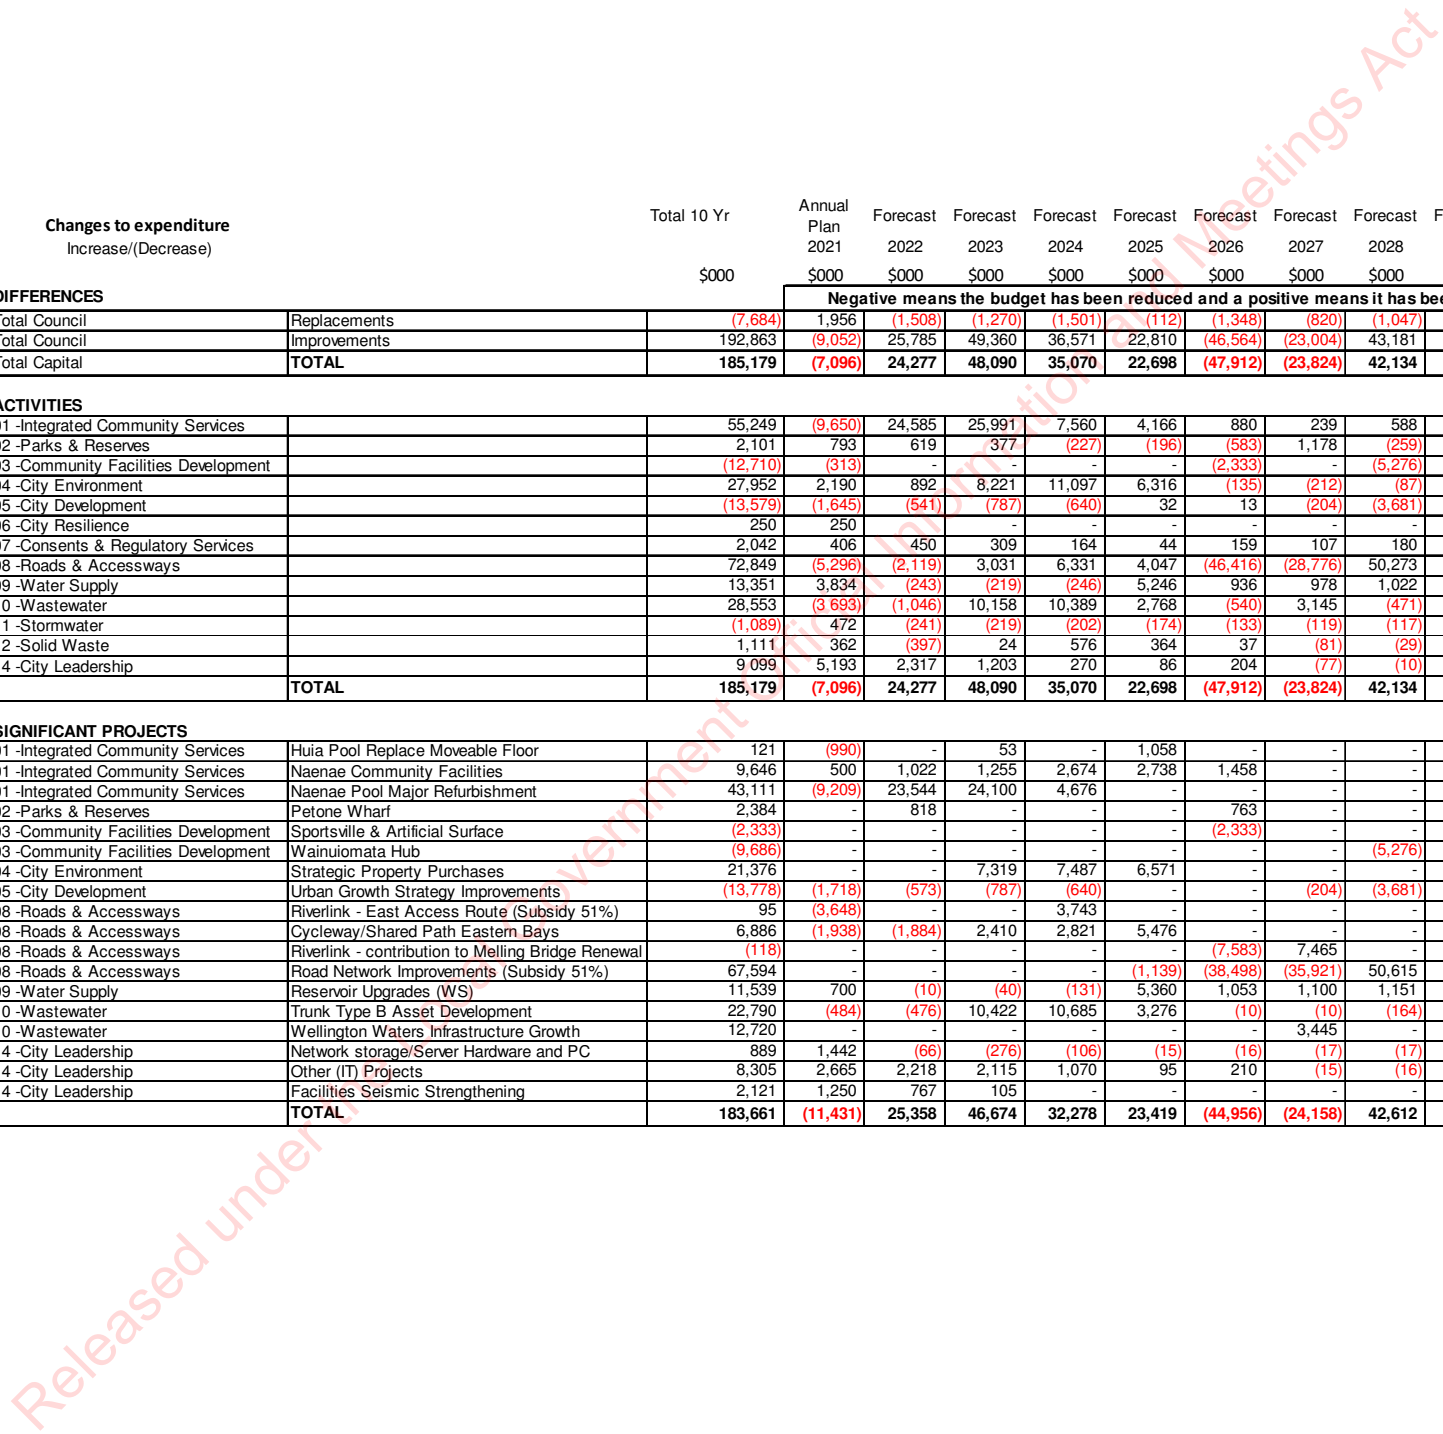 Changes to expenditure
Increase/(Decrease)
Total 10 Yr Annual Plan Forecast Forecast Forecast Forecast Forecast Forecast Forecast F
2021 2022 2023 2024 2025 2026 2027 2028
$000 $000 $000 $000 $000 $000 $000 $000 $000
DIFFERENCES Negative means the budget has been reduced and a positive means it has bee
Total Council Replacements (7,684) 1,956 (1,508) (1,270) (1,501) (112) (1,348) (820) (1,047)
Total Council Improvements 192,863 (9,052) 25,785 49,360 36,571 22,810 (46,564) (23,004) 43,181
Total Capital TOTAL 185,179 (7,096) 24,277 48,090 35,070 22,698 (47,912) (23,824) 42,134
ACTIVITIES
01 -Integrated Community Services 55,249 (9,650) 24,585 25,991 7,560 4,166 880 239 588
02 -Parks & Reserves 2,101 793 619 377 (227) (196) (583) 1,178 (259)
03 -Community Facilities Development (12,710) (313) - - - - (2,333) - (5,276)
04 -City Environment 27,952 2,190 892 8,221 11,097 6,316 (135) (212) (87)
05 -City Development (13,579) (1,645) (541) (787) (640) 32 13 (204) (3,681)
06 -City Resilience 250 250 - - - - - -
07 -Consents & Regulatory Services 2,042 406 450 309 164 44 159 107 180
08 -Roads & Accessways 72,849 (5,296) (2,119) 3,031 6,331 4,047 (46,416) (28,776) 50,273
09 -Water Supply 13,351 3,834 (243) (219) (246) 5,246 936 978 1,022
0 -Wastewater 28,553 (3,693) (1,046) 10,158 10,389 2,768 (540) 3,145 (471)
1 -Stormwater (1,089) 472 (241) (219) (202) (174) (133) (119) (117)
2 -Solid Waste 1,111 362 (397) 24 576 364 37 (81) (29)
4 -City Leadership 9,099 5,193 2,317 1,203 270 86 204 (77) (10)
TOTAL 185,179 (7,096) 24,277 48,090 35,070 22,698 (47,912) (23,824) 42,134
SIGNIFICANT PROJECTS
01 -Integrated Community Services Huia Pool Replace Moveable Floor 121 (990) - 53 - 1,058 - - -
01 -Integrated Community Services Naenae Community Facilities 9,646 500 1,022 1,255 2,674 2,738 1,458 - -
01 -Integrated Community Services Naenae Pool Major Refurbishment 43,111 (9,209) 23,544 24,100 4,676 - - - -
02 -Parks & Reserves Petone Wharf 2,384 - 818 - - - 763 - -
03 -Community Facilities Development Sportsville & Artificial Surface (2,333) - - - - - (2,333) - -
03 -Community Facilities Development Wainuiomata Hub (9,686) - - - - - - - (5,276)
04 -City Environment Strategic Property Purchases 21,376 - - 7,319 7,487 6,571 - - -
05 -City Development Urban Growth Strategy Improvements (13,778) (1,718) (573) (787) (640) - - (204) (3,681)
08 -Roads & Accessways Riverlink - East Access Route (Subsidy 51%) 95 (3,648) - - 3,743 - - - -
08 -Roads & Accessways Cycleway/Shared Path Eastern Bays 6,886 (1,938) (1,884) 2,410 2,821 5,476 - - -
08 -Roads & Accessways Riverlink - contribution to Melling Bridge Renewal (118) - - - - - (7,583) 7,465 -
08 -Roads & Accessways Road Network Improvements (Subsidy 51%) 67,594 - - - - (1,139) (38,498) (35,921) 50,615
09 -Water Supply Reservoir Upgrades (WS) 11,539 700 (10) (40) (131) 5,360 1,053 1,100 1,151
0 -Wastewater Trunk Type B Asset Development 22,790 (484) (476) 10,422 10,685 3,276 (10) (10) (164)
0 -Wastewater Wellington Waters Infrastructure Growth 12,720 - - - - - - 3,445 -
4 -City Leadership Network storage/Server Hardware and PC 889 1,442 (66) (276) (106) (15) (16) (17) (17)
4 -City Leadership Other (IT) Projects 8,305 2,665 2,218 2,115 1,070 95 210 (15) (16)
4 -City Leadership Facilities Seismic Strengthening 2,121 1,250 767 105 - - - - -
TOTAL 183,661 (11,431) 25,358 46,674 32,278 23,419 (44,956) (24,158) 42,612
Released under the Local Government Official Information and Meetings Act